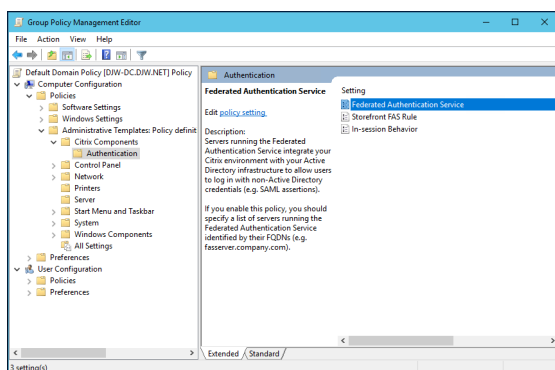 Group Policy Management Editor
File Action View Help
Default Domain Policy [DJW-DC.DJW.NET] Policy
Computer Configuration
Policies
Software Settings
Windows Settings
Administrative Templates: Policy definit
Citrix Components
Authentication
Control Panel
Network
Printers
Server
Start Menu and Taskbar
System
Windows Components
All Settings
Preferences
User Configuration
Policies
Preferences
Authentication
Federated Authentication Service
Edit policy setting.
Description:
Servers running the Federated
Authentication Service integrate your
Citrix environment with your Active
Directory infrastructure to allow users
to log in with non-Active Directory
credentials (e.g. SAML assertions).
If you enable this policy, you should
specify a list of servers running the
Federated Authentication Service
identified by their FQDNs (e.g.
fasserver.company.com).
Setting
Federated Authentication Service
Storefront FAS Rule
In-session Behavior
Extended Standard
3 setting(s)